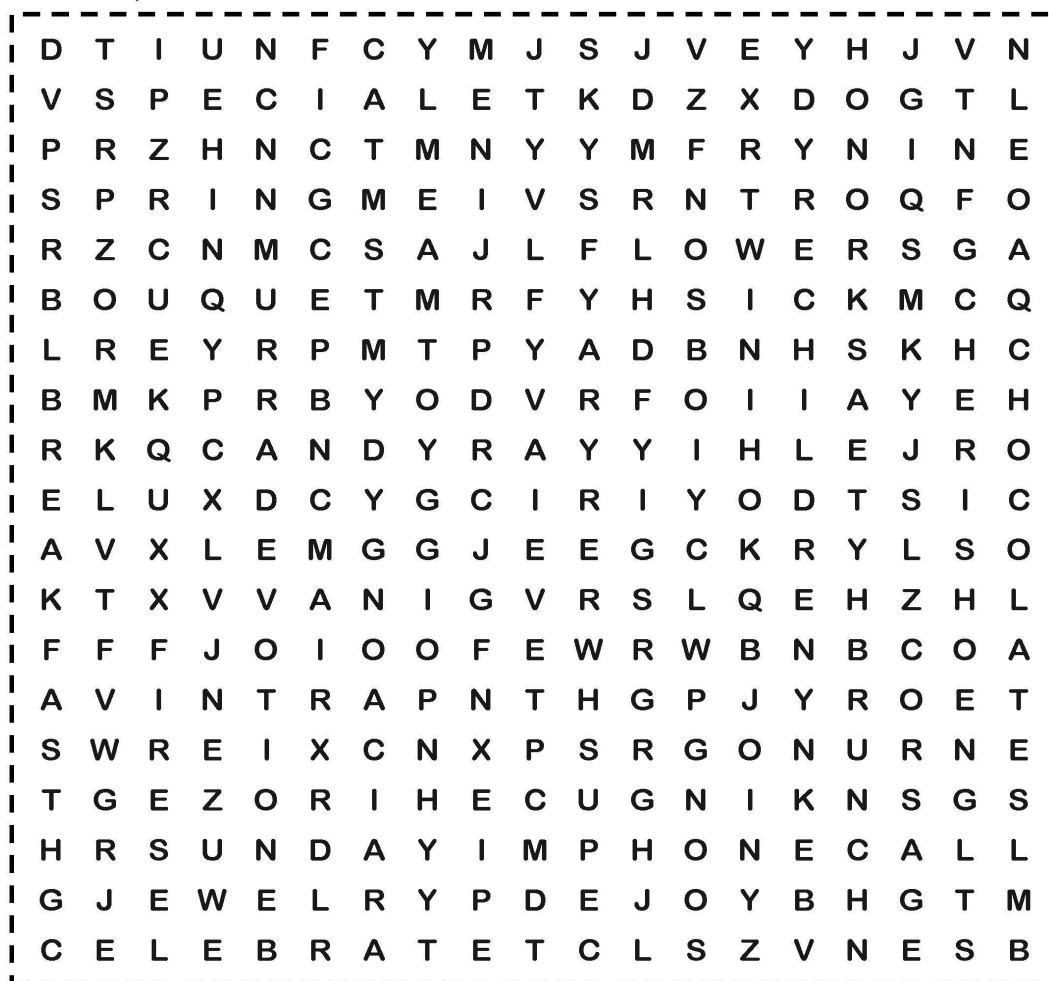 D T I U N F C Y M J S J V E Y H J V N
V S P E C I A L E T K D Z X D O G T L
P R Z H N C T M N Y Y M F R Y N I N E
S P R I N G M E I V S R N T R O Q F O
R Z C N M C S A J L F L O W E R S G A
B O U Q U E T M R F Y H S I C K M C Q
L R E Y R P M T P Y A D B N H S K H C
B M K P R B Y O D V R F O I I A Y E H
R K Q C A N D Y R A Y Y I H L E J R O
E L U X D C Y G C I R I Y O D T S I C
A V X L E M G G J E E G C K R Y L S O
K T X V V A N I G V R S L Q E H Z H L
F F F J O I O O F E W R W B N B C O A
A V I N T R A P N T H G P J Y R O E T
S W R E I X C N X P S R G O N U R N E
T G E Z O R I H E C U G N I K N S G S
H R S U N D A Y I M P H O N E C A L L
G J E W E L R Y P D E J O Y B H G T M
C E L E B R A T E T C L S Z V N E S B